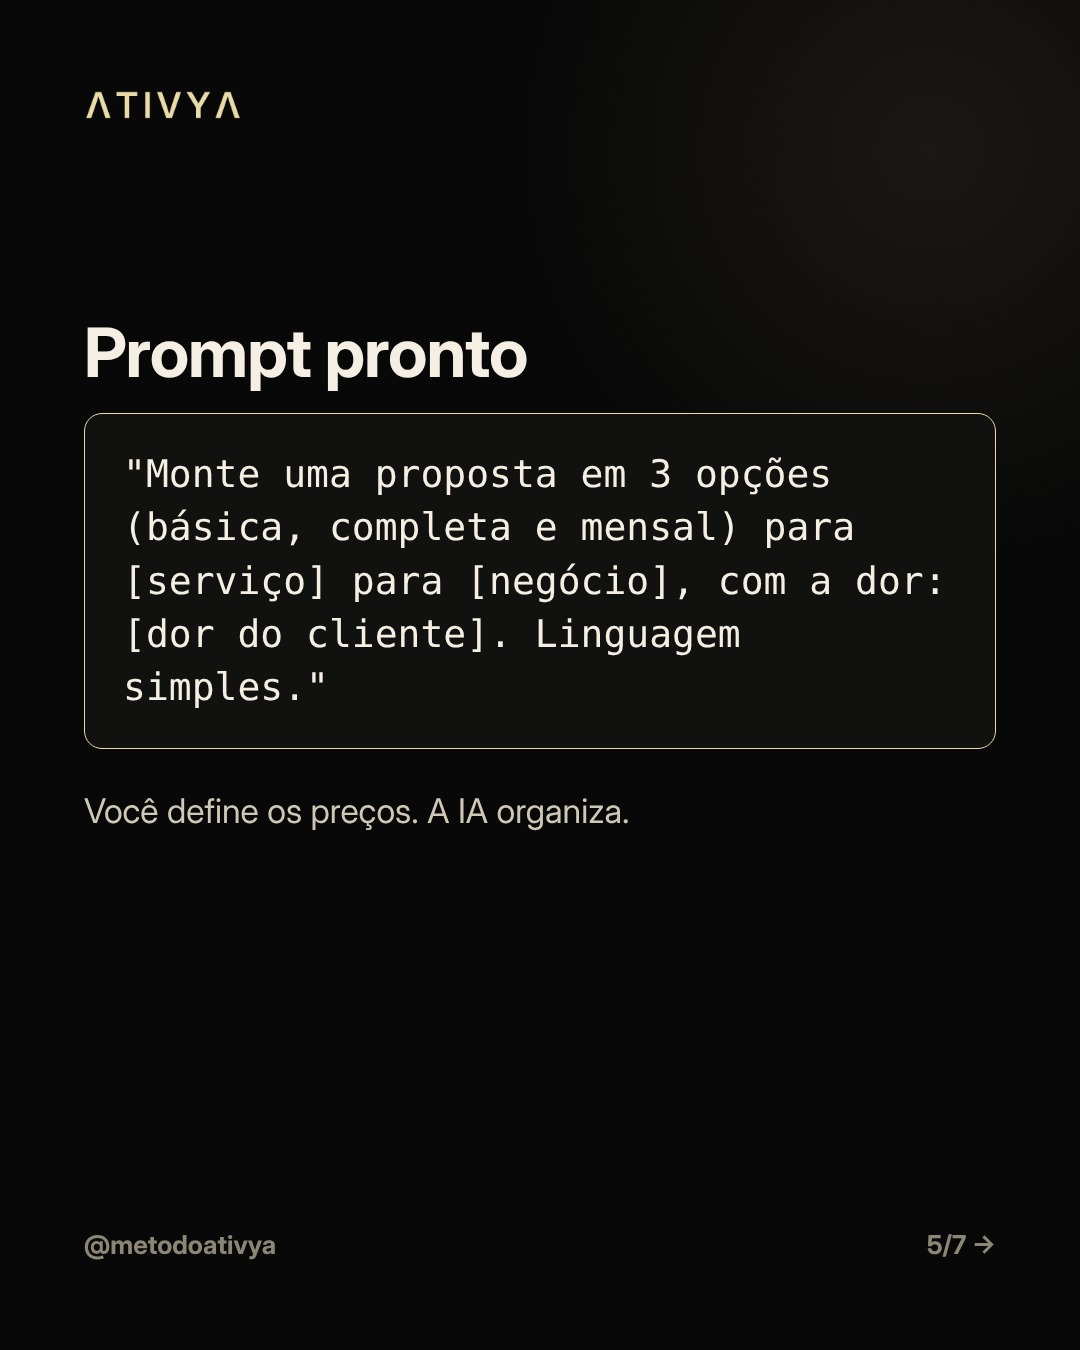 ATIVYA
Prompt pronto
"Monte uma proposta em 3 opções
(básica, completa e mensal) para
[serviço] para [negócio], com a dor:
[dor do cliente]. Linguagem
simples."
Você define os preços. A IA organiza.
@metodoativya
5/7 →